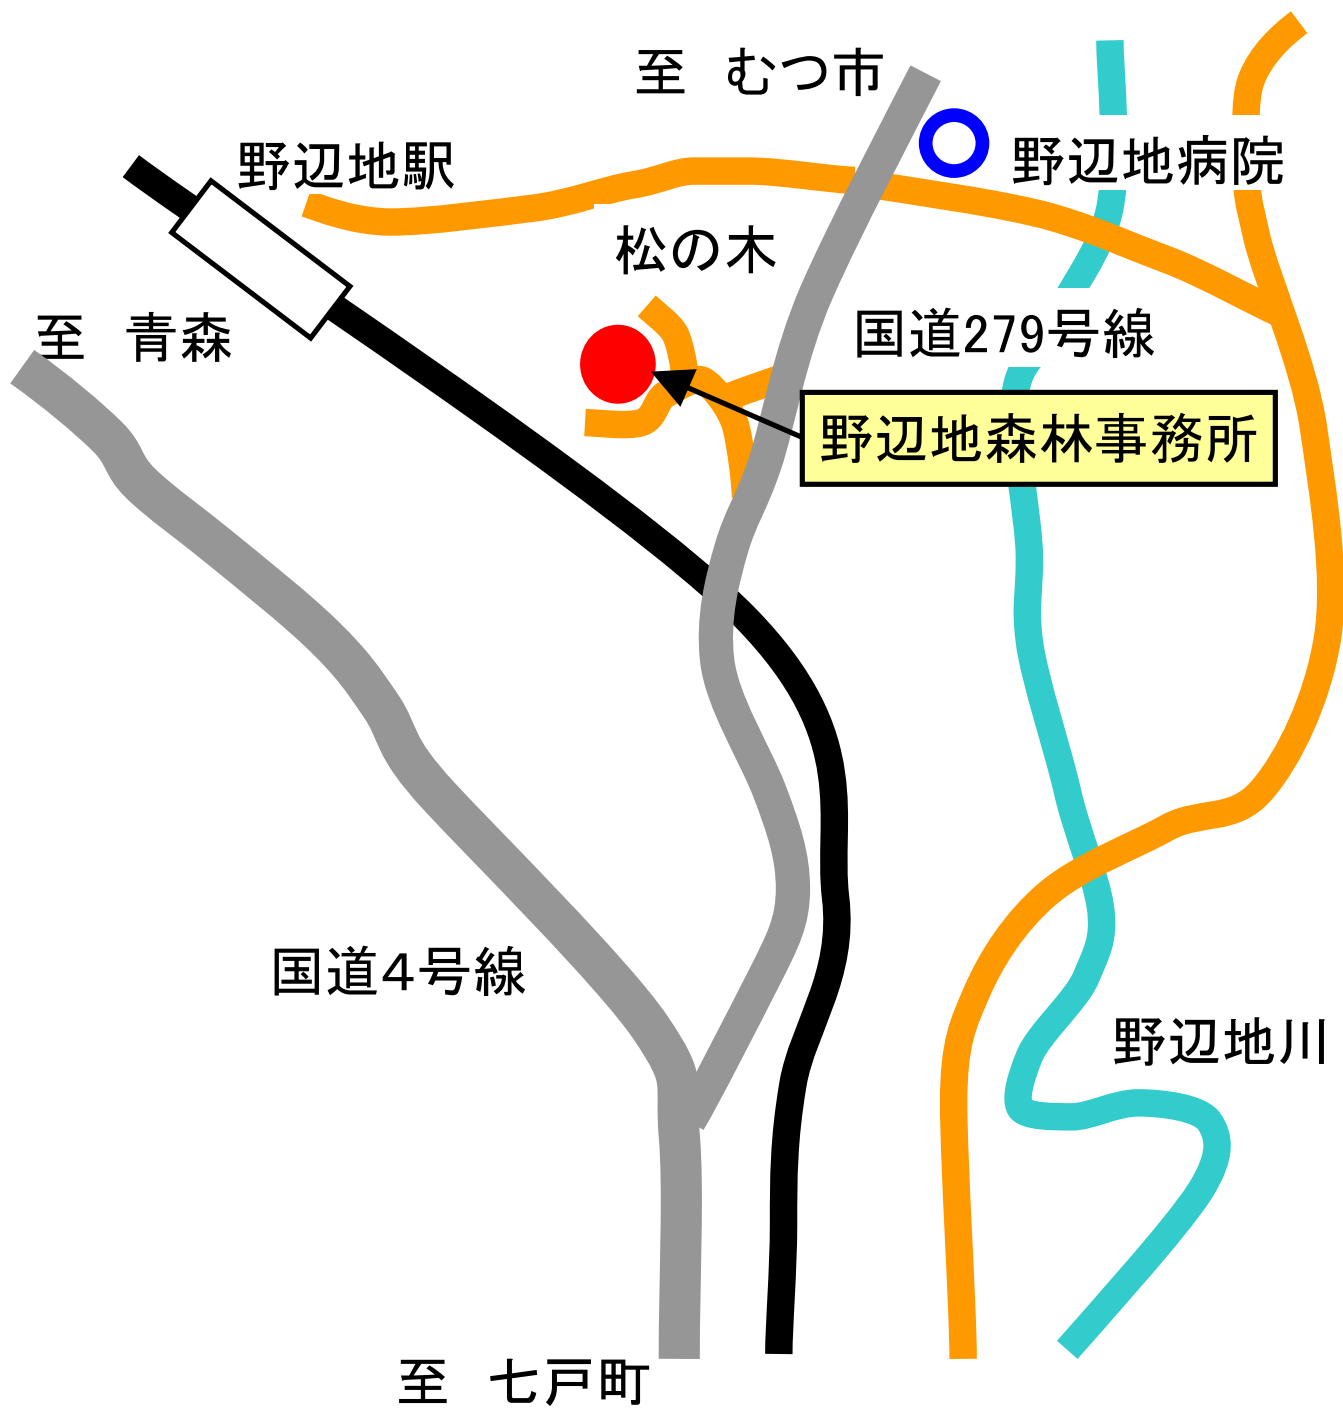 至　むつ市
野辺地駅
野辺地病院
松の木
至　青森
国道279号線
野辺地森林事務所
国道４号線
野辺地川
至　七戸町